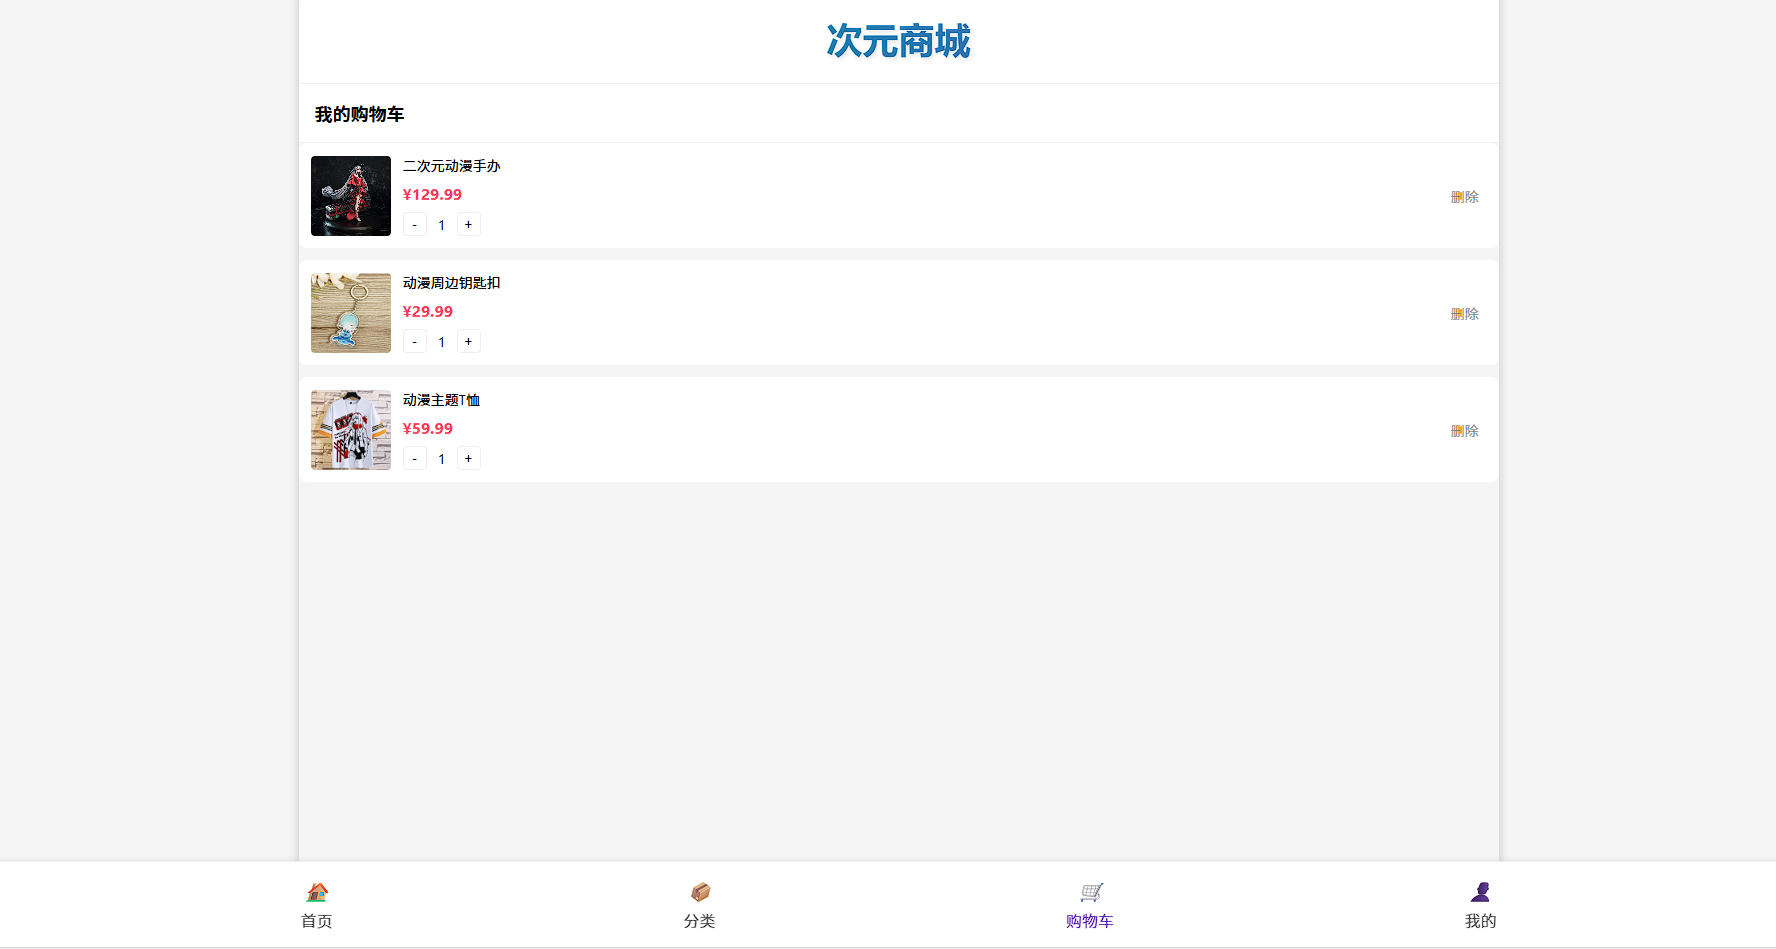 次元商城
我的购物车
二次元动漫手办
¥129.99
- 1 +
删除
动漫周边钥匙扣
¥29.99
- 1 +
删除
动漫主题T恤
¥59.99
- 1 +
删除
首页
分类
购物车
我的